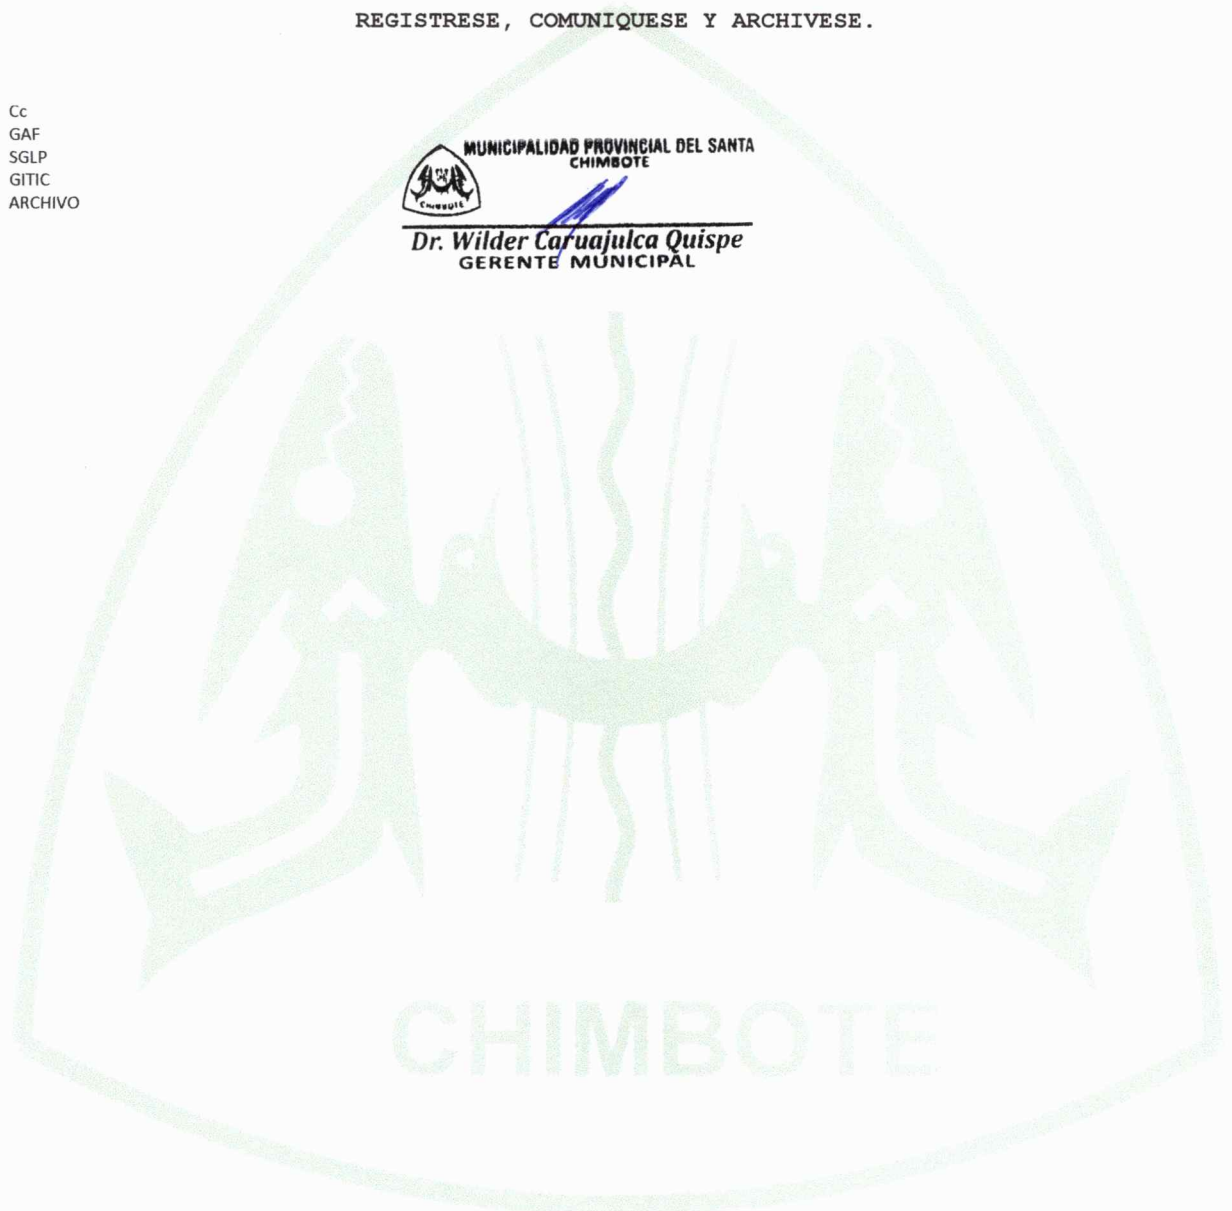 REGISTRESE, COMUNIQUESE Y ARCHIVESE.
Cc
GAF
SGLP
GITIC
ARCHIVO
MUNICIPALIDAD PROVINCIAL DEL SANTA
CHIMBOTE
CHIMBOTE
Dr. Wilder Caruajulca Quispe
GERENTE MUNICIPAL
CHIMBOTE